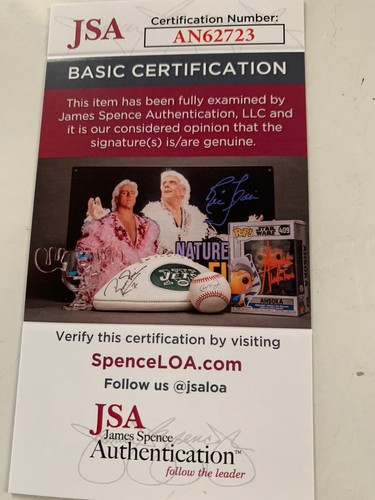 JSA
Certification Number:
AN62723
BASIC CERTIFICATION
This item has been fully examined by
James Spence Authentication, LLC and
it is our considered opinion that the
signature(s) is/are genuine.
NATURE
JETS
POP!
STAR WARS
409
AHSOKA
Verify this certification by visiting
SpenceLOA.com
Follow us @jsaloa
JSA
James Spence
Authentication™
follow the leader